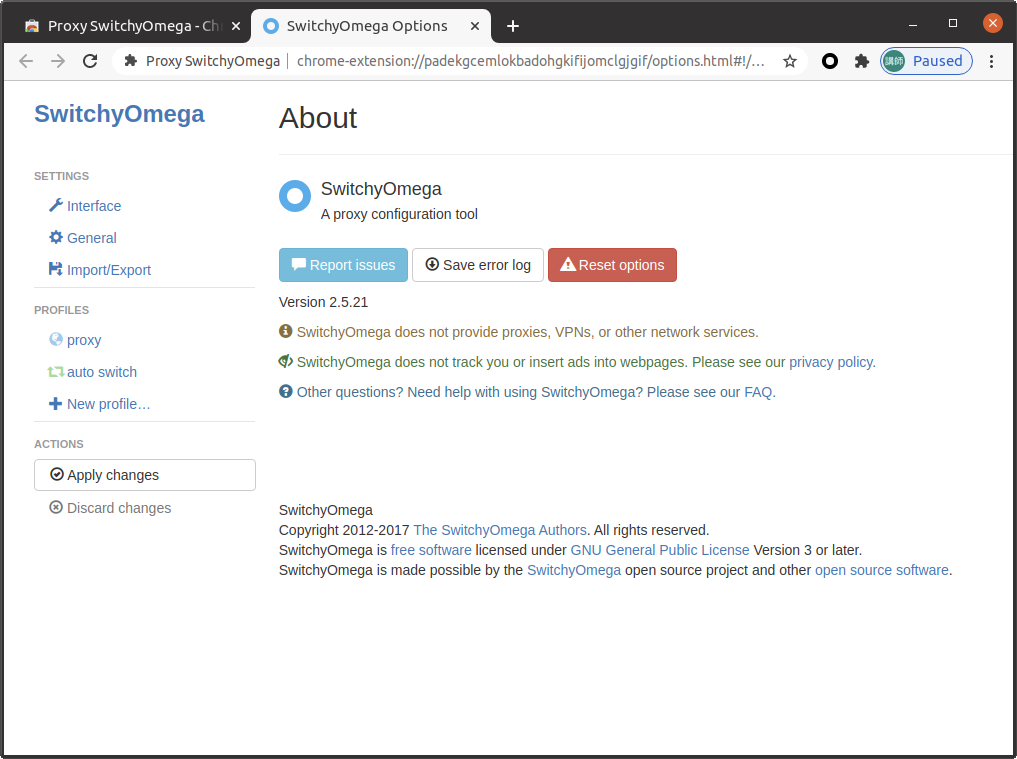 Proxy SwitchyOmega - Ch
SwitchyOmega Options
Proxy SwitchyOmega
chrome-extension://padekgcemlokbadohgkifijomclgjgif/options.html#!/…
講師
Paused
SwitchyOmega
SETTINGS
Interface
General
Import/Export
PROFILES
proxy
auto switch
New profile…
ACTIONS
Apply changes
Discard changes
About
SwitchyOmega
A proxy configuration tool
Report issues
Save error log
Reset options
Version 2.5.21
SwitchyOmega does not provide proxies, VPNs, or other network services.
SwitchyOmega does not track you or insert ads into webpages. Please see our privacy policy.
Other questions? Need help with using SwitchyOmega? Please see our FAQ.
SwitchyOmega
Copyright 2012-2017 The SwitchyOmega Authors. All rights reserved.
SwitchyOmega is free software licensed under GNU General Public License Version 3 or later.
SwitchyOmega is made possible by the SwitchyOmega open source project and other open source software.